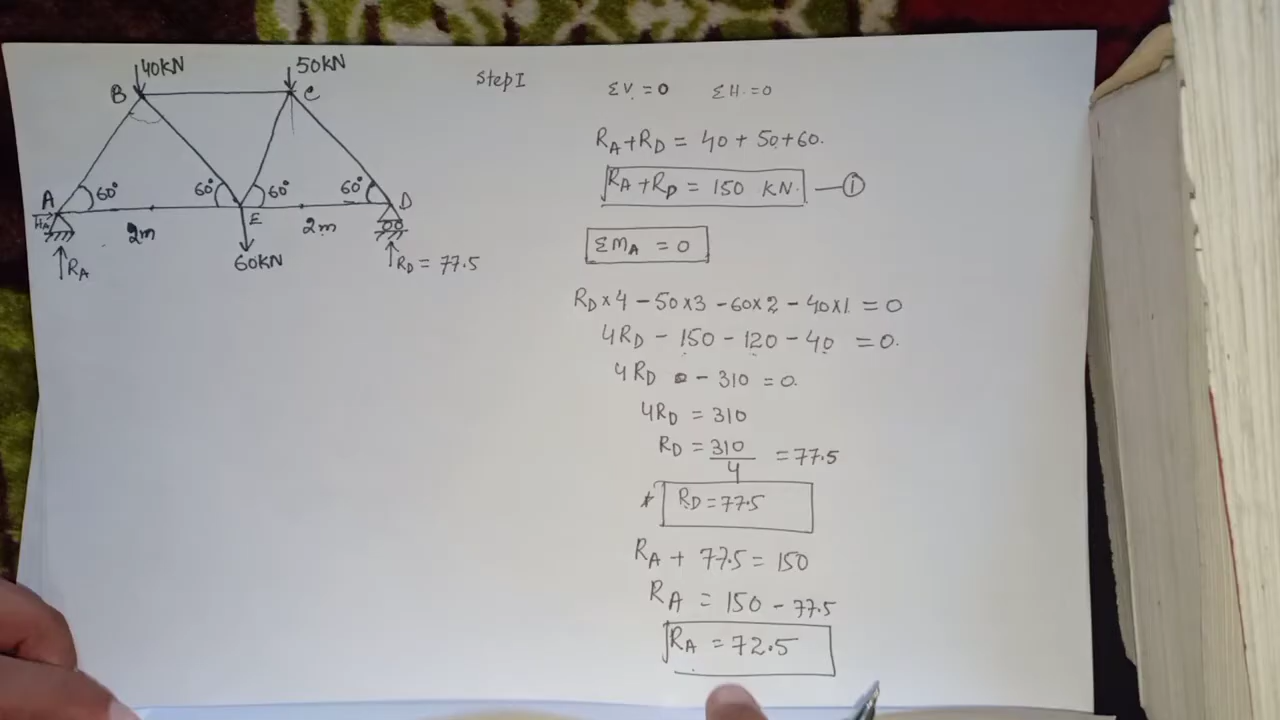 40KN
50KN
B
C
A
60°
60°
60°
60°
D
HA
E
2m
2m
RA
60KN
RD = 77.5
Step I
ΣV = 0 ΣH = 0
RA + RD = 40 + 50 + 60.
RA + RD = 150 KN. — ①
ΣMA = 0
RD × 4 − 50×3 − 60×2 − 40×1 = 0
4RD − 150 − 120 − 40 = 0.
4RD − 310 = 0.
4RD = 310
RD = 310/4 = 77.5
* RD = 77.5
RA + 77.5 = 150
RA = 150 − 77.5
RA = 72.5